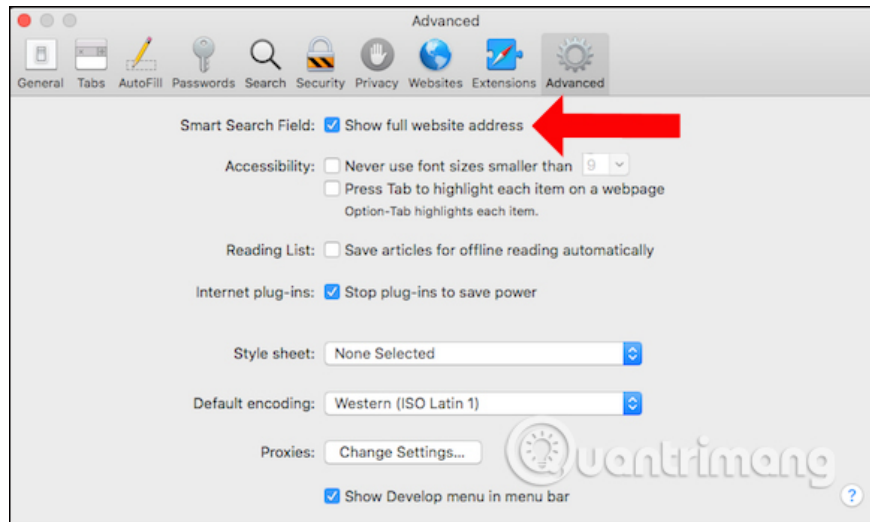 Advanced
General Tabs AutoFill Passwords Search Security Privacy Websites Extensions Advanced
Smart Search Field: Show full website address
Accessibility: Never use font sizes smaller than 9
Press Tab to highlight each item on a webpage
Option-Tab highlights each item.
Reading List: Save articles for offline reading automatically
Internet plug-ins: Stop plug-ins to save power
Style sheet: None Selected
Default encoding: Western (ISO Latin 1)
Proxies: Change Settings...
Quantrimang
Show Develop menu in menu bar
?